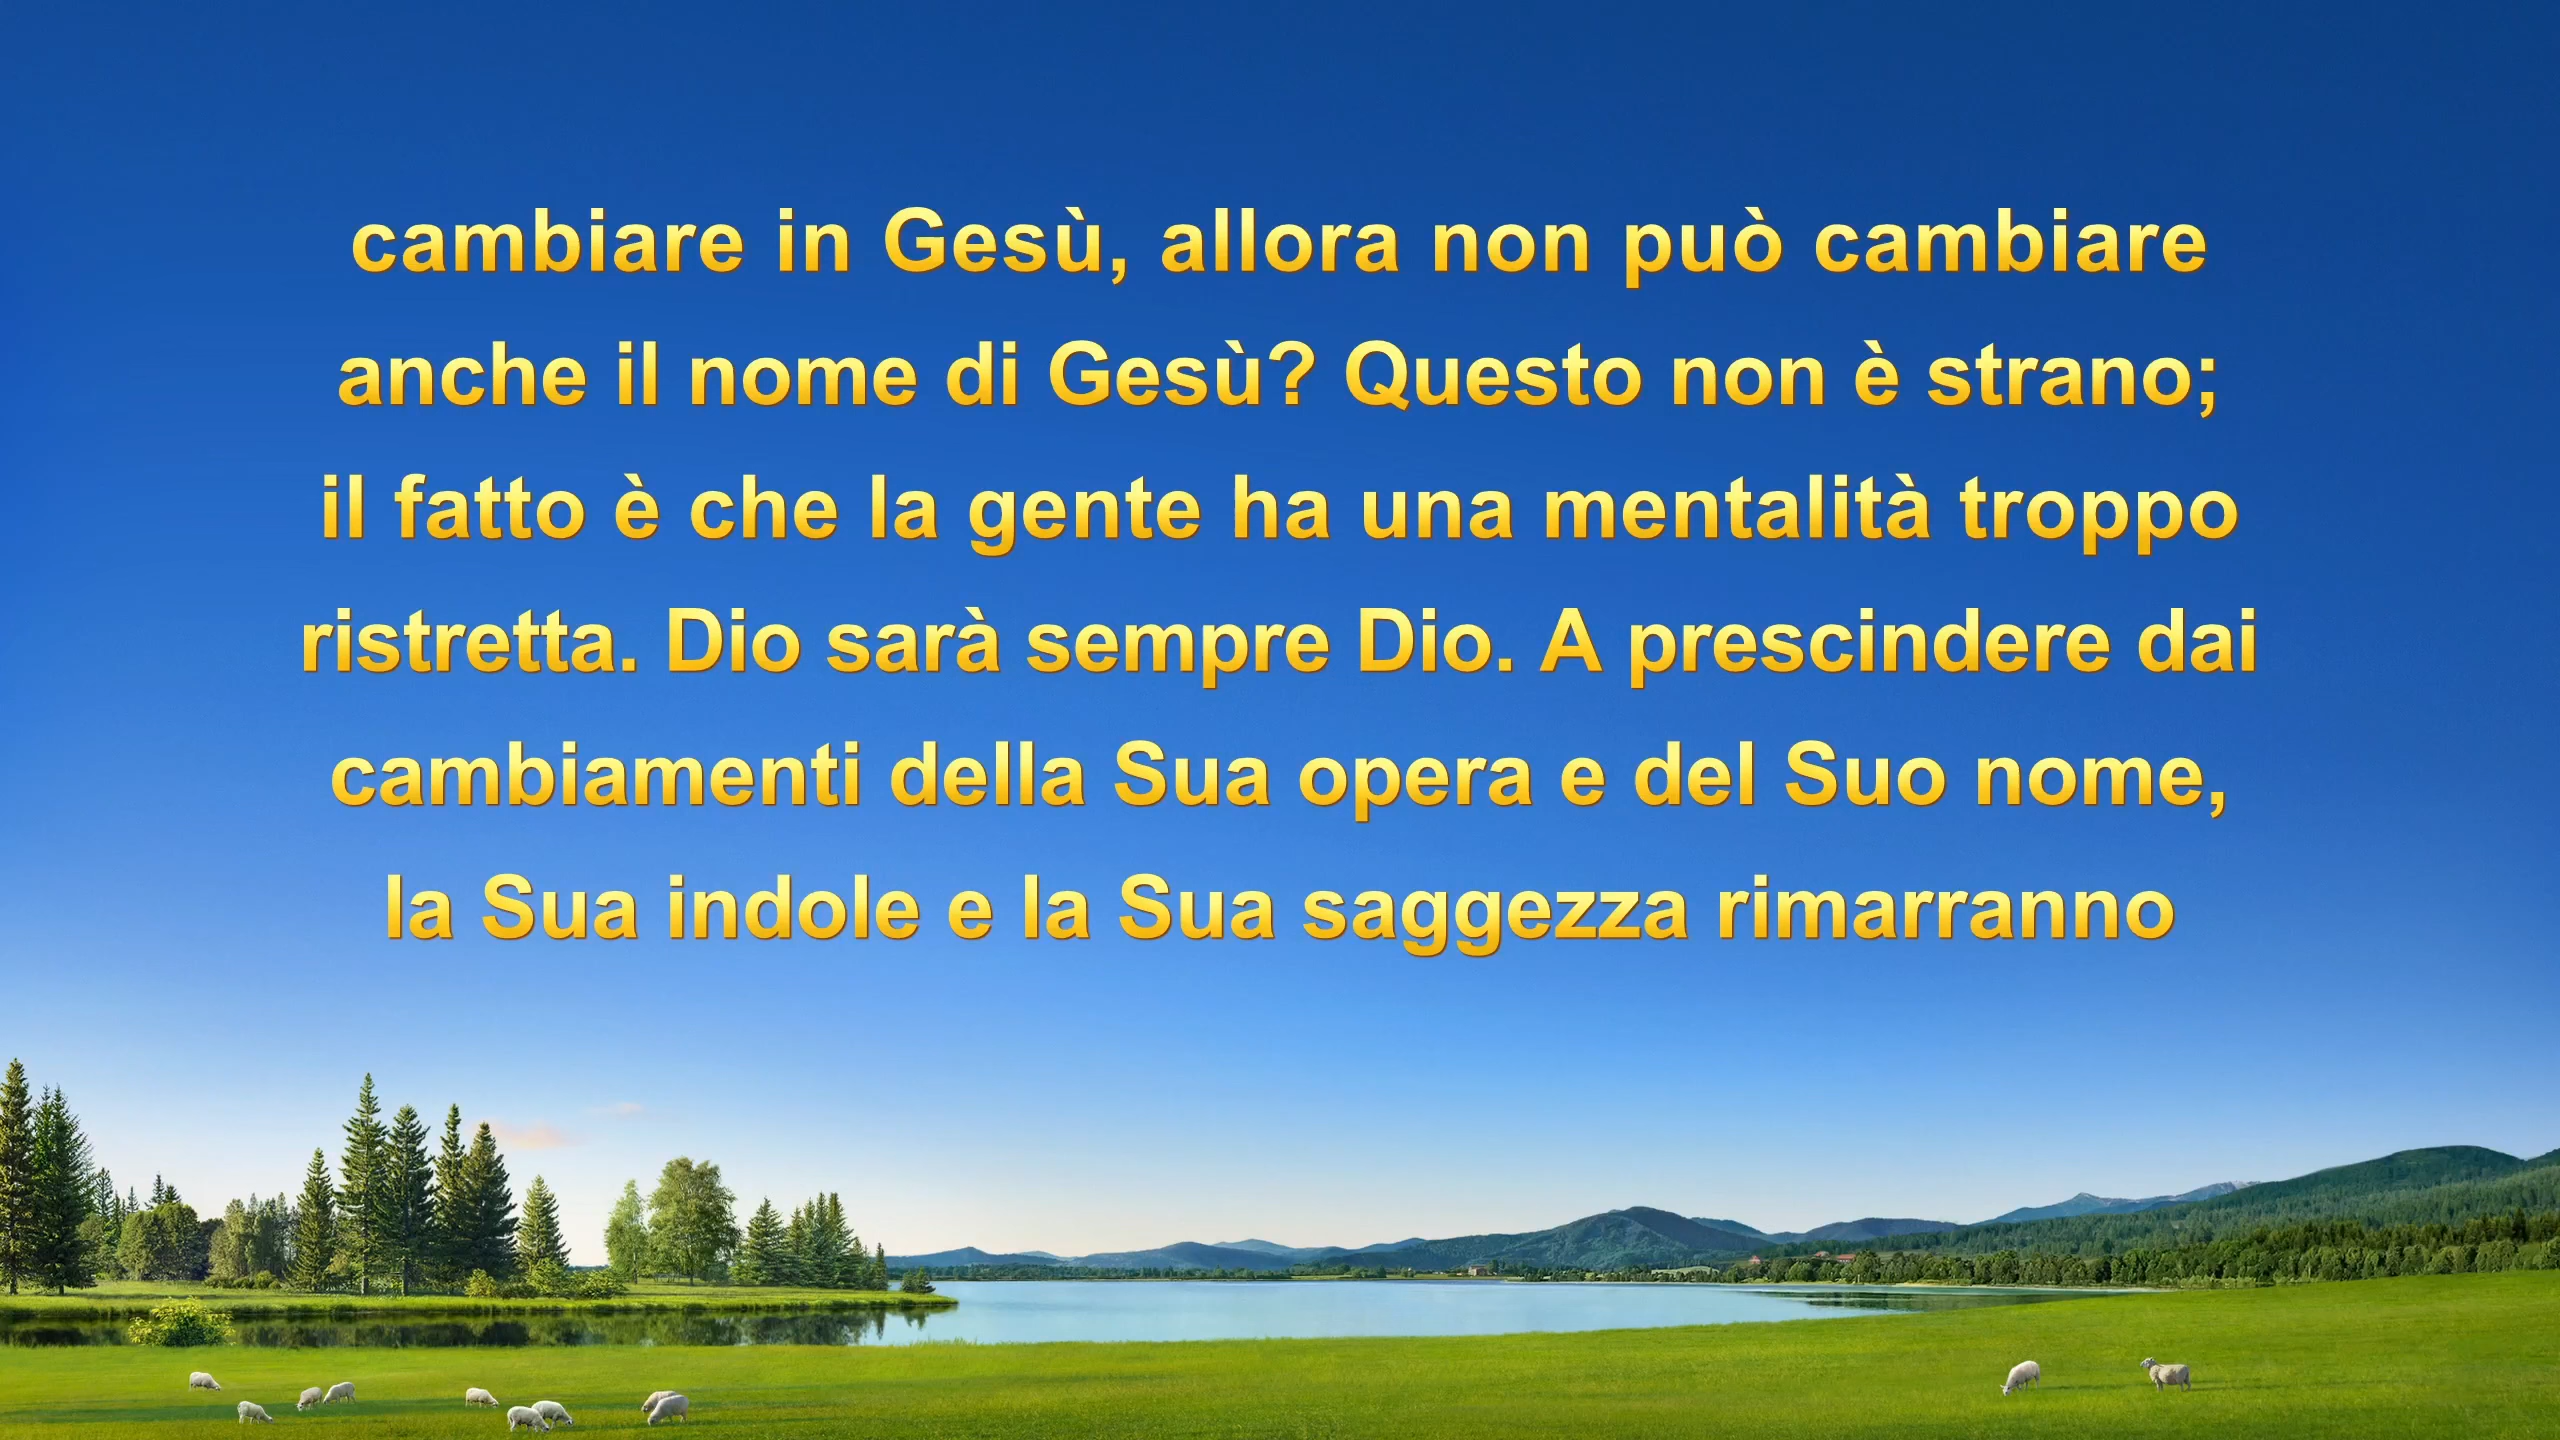 cambiare in Gesù, allora non può cambiare
anche il nome di Gesù? Questo non è strano;
il fatto è che la gente ha una mentalità troppo
ristretta. Dio sarà sempre Dio. A prescindere dai
cambiamenti della Sua opera e del Suo nome,
la Sua indole e la Sua saggezza rimarranno